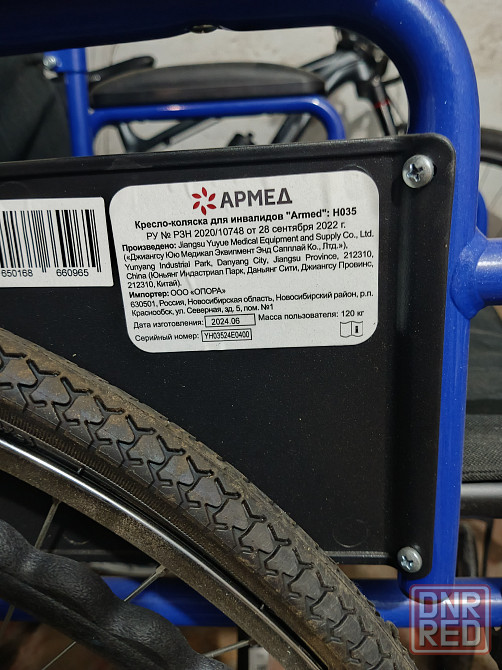 АРМЕД
Кресло-коляска для инвалидов "Armed": H035
РУ № РЗН 2020/10748 от 28 сентября 2022 г.
Произведено: Jiangsu Yuyue Medical Equipment and Supply Co., Ltd.
(«Джиангсу Юю Медикал Эквипмент Энд Саплай Ко., Лтд.»),
Yunyang Industrial Park, Danyang City, Jiangsu Province, 212310,
China (Юньянг Индастриал Парк, Даньянг Сити, Джиангсу Провинс,
212310, Китай).
Импортер: ООО «ОПОРА»
630501, Россия, Новосибирская область, Новосибирский район, р.п.
Краснообск, ул. Северная, зд. 5, пом. №1
Дата изготовления: 2024.06 Масса пользователя: 120 кг
Серийный номер: YH03524E0400
650168 660965
DNR
RED